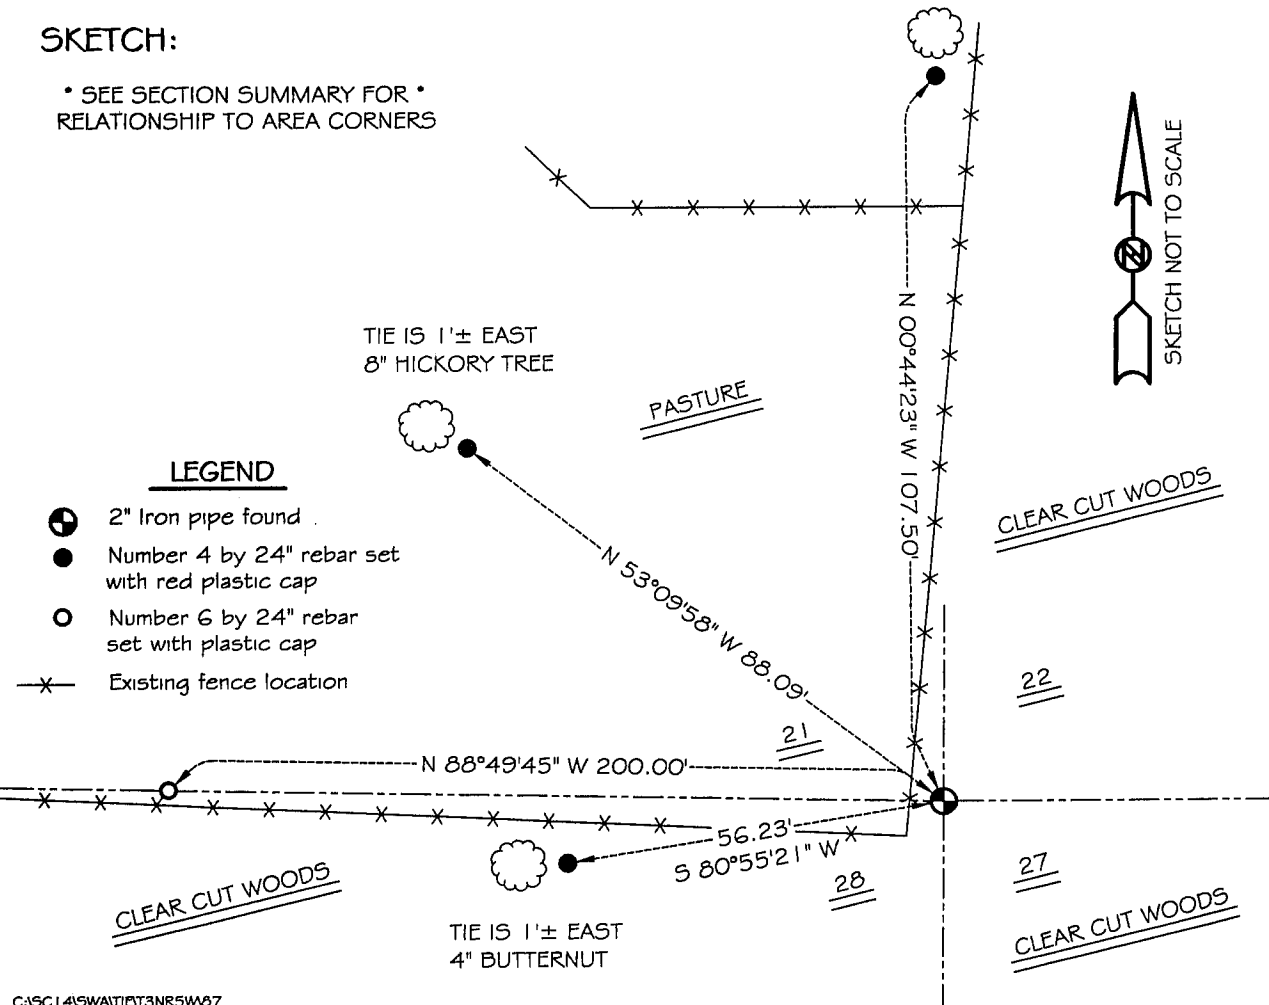 SKETCH:
* SEE SECTION SUMMARY FOR *
RELATIONSHIP TO AREA CORNERS
N
SKETCH NOT TO SCALE
TIE IS 1'± EAST
8" HICKORY TREE
PASTURE
N 00°44'23" W 107.50'
CLEAR CUT WOODS
LEGEND
2" Iron pipe found
Number 4 by 24" rebar set
with red plastic cap
Number 6 by 24" rebar
set with plastic cap
Existing fence location
N 53°09'58" W 88.09'
22
21
N 88°49'45" W 200.00'
56.23'
S 80°55'21" W
28
27
CLEAR CUT WOODS
CLEAR CUT WOODS
TIE IS 1'± EAST
4" BUTTERNUT